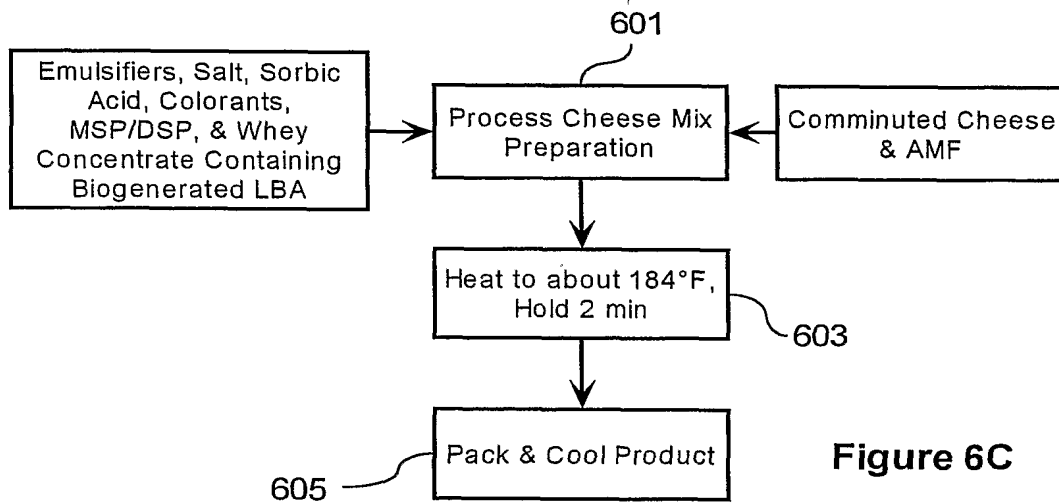 601
Emulsifiers, Salt, Sorbic
Acid, Colorants,
MSP/DSP, & Whey
Concentrate Containing
Biogenerated LBA
Process Cheese Mix
Preparation
Comminuted Cheese
& AMF
Heat to about 184°F,
Hold 2 min
603
Pack & Cool Product
605
Figure 6C